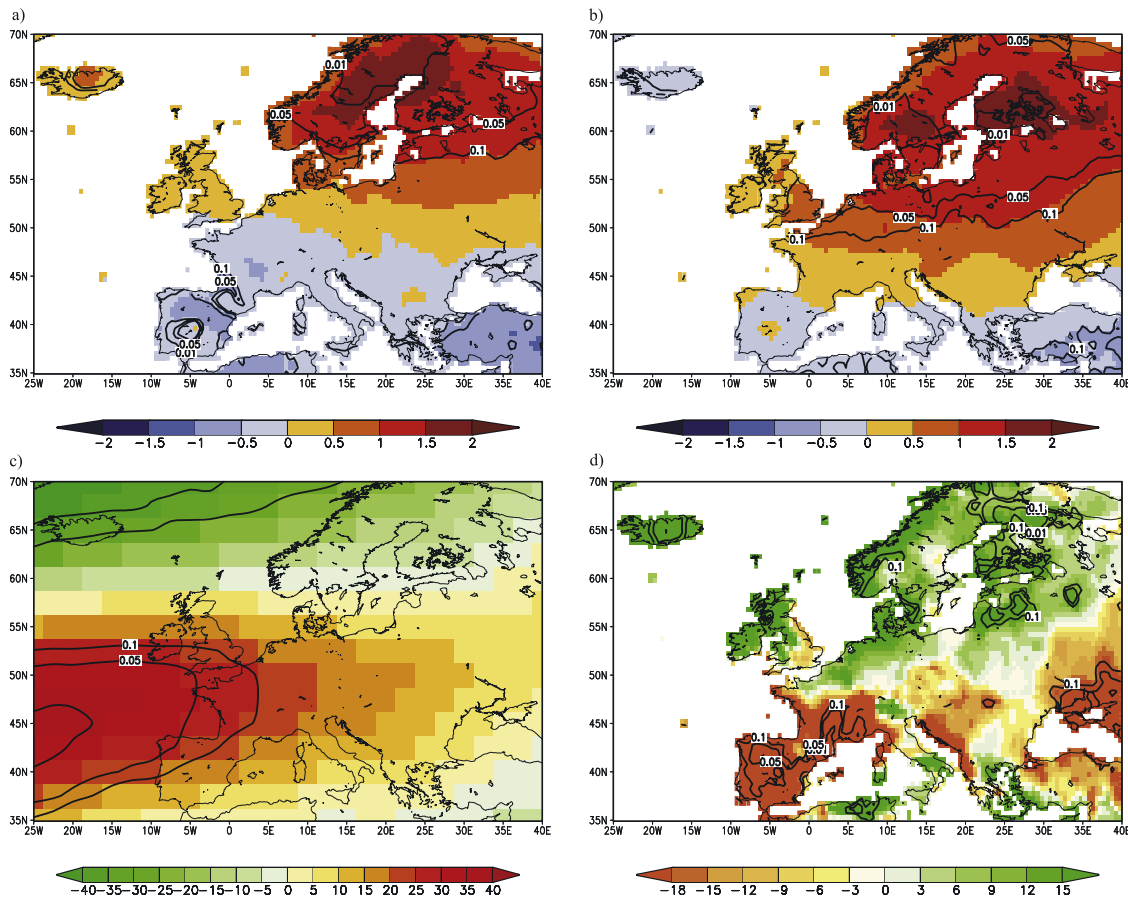 a) b)
70N 70N
65N 65N
60N 60N
55N 55N
50N 50N
45N 45N
40N 40N
35N 35N
0.01 0.05 0.05 0.1 0.1 0.05 0.05 0.01
0.05 0.01 0.01 0.05 0.05 0.1 0.1 0.1
25W 20W 15W 10W 5W 0 5E 10E 15E 20E 25E 30E 35E 40E
25W 20W 15W 10W 5W 0 5E 10E 15E 20E 25E 30E 35E 40E
−2 −1.5 −1 −0.5 0 0.5 1 1.5 2
−2 −1.5 −1 −0.5 0 0.5 1 1.5 2
c) d)
70N 70N
65N 65N
60N 60N
55N 55N
50N 50N
45N 45N
40N 40N
35N 35N
0.1 0.05
0.1 0.1 0.01 0.1 0.1 0.1 0.1 0.05 0.1 0.05
25W 20W 15W 10W 5W 0 5E 10E 15E 20E 25E 30E 35E 40E
25W 20W 15W 10W 5W 0 5E 10E 15E 20E 25E 30E 35E 40E
−40 −35 −30 −25 −20 −15 −10 −5 0 5 10 15 20 25 30 35 40
−18 −15 −12 −9 −6 −3 0 3 6 9 12 15